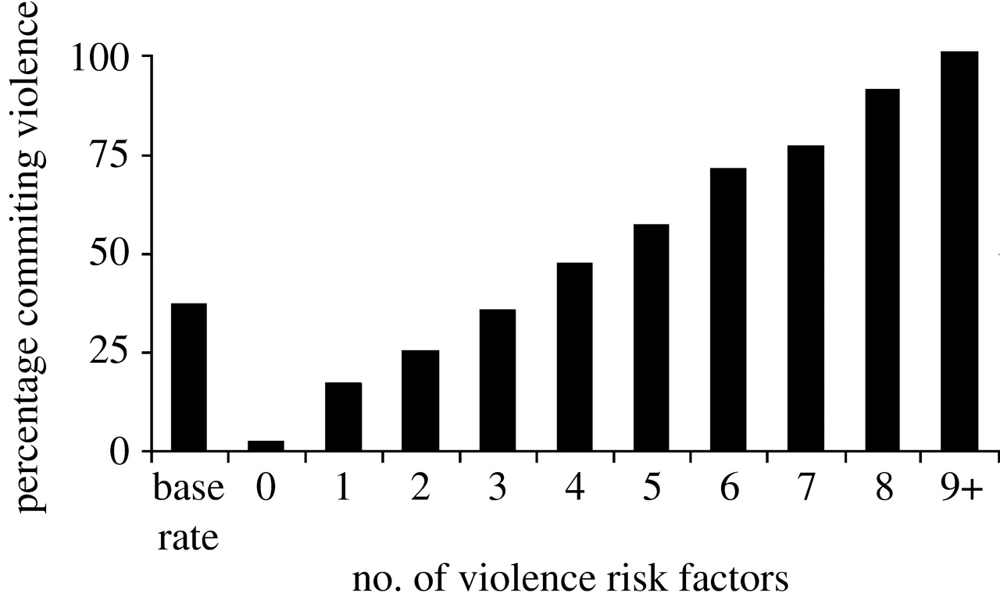 percentage commiting violence
100
75
50
25
0
base rate 0 1 2 3 4 5 6 7 8 9+
no. of violence risk factors